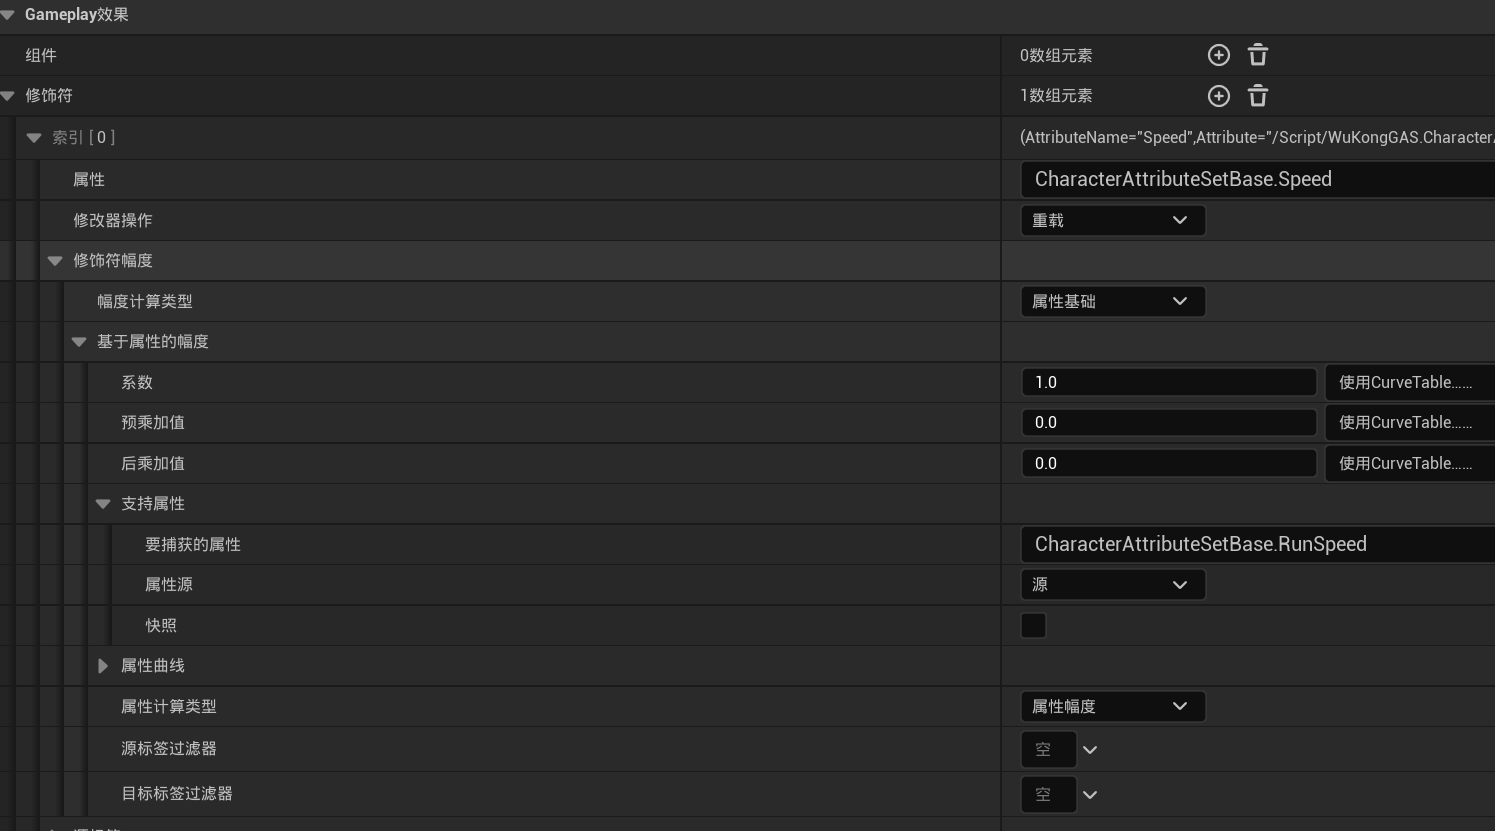 Gameplay效果
组件 0数组元素
修饰符 1数组元素
索引 [ 0 ] (AttributeName="Speed",Attribute="/Script/WuKongGAS.Character
属性 CharacterAttributeSetBase.Speed
修改器操作 重载
修饰符幅度
幅度计算类型 属性基础
基于属性的幅度
系数 1.0 使用CurveTable……
预乘加值 0.0 使用CurveTable……
后乘加值 0.0 使用CurveTable……
支持属性
要捕获的属性 CharacterAttributeSetBase.RunSpeed
属性源 源
快照
属性曲线
属性计算类型 属性幅度
源标签过滤器 空
目标标签过滤器 空